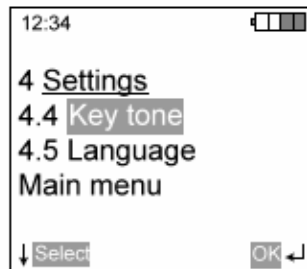 12:34
4 Settings
4.4 Key tone
4.5 Language
Main menu
↓ Select OK ↵